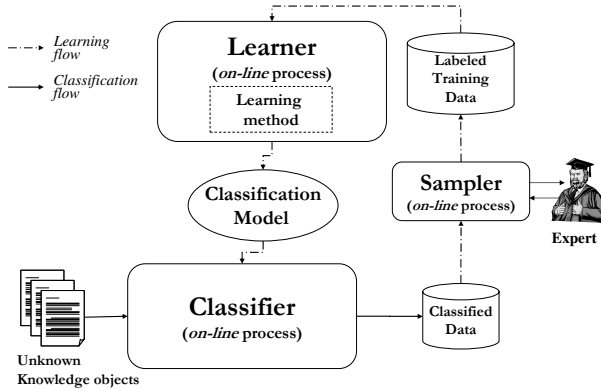 Learning
flow
Classification
flow
Learner
(on-line process)
Learning
method
Labeled
Training
Data
Classification
Model
Sampler
(on-line process)
Expert
Classifier
(on-line process)
Classified
Data
Unknown
Knowledge objects